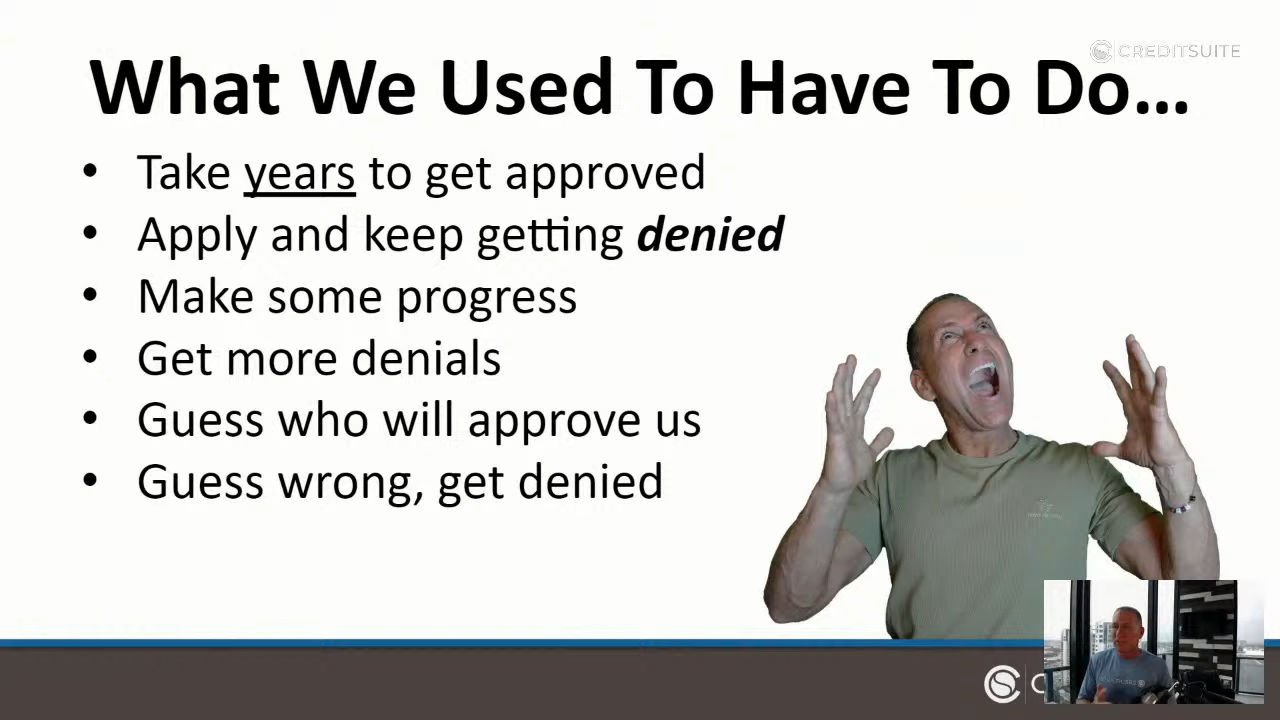 CREDITSUITE
What We Used To Have To Do...
• Take years to get approved
• Apply and keep getting denied
• Make some progress
• Get more denials
• Guess who will approve us
• Guess wrong, get denied